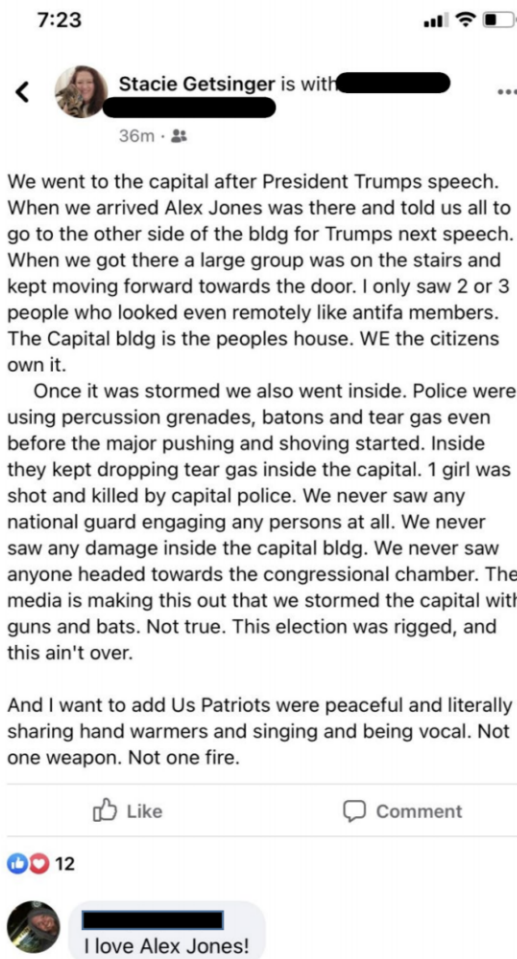 7:23
Stacie Getsinger is with
36m ·
We went to the capital after President Trumps speech.
When we arrived Alex Jones was there and told us all to
go to the other side of the bldg for Trumps next speech.
When we got there a large group was on the stairs and
kept moving forward towards the door. I only saw 2 or 3
people who looked even remotely like antifa members.
The Capital bldg is the peoples house. WE the citizens
own it.
Once it was stormed we also went inside. Police were
using percussion grenades, batons and tear gas even
before the major pushing and shoving started. Inside
they kept dropping tear gas inside the capital. 1 girl was
shot and killed by capital police. We never saw any
national guard engaging any persons at all. We never
saw any damage inside the capital bldg. We never saw
anyone headed towards the congressional chamber. The
media is making this out that we stormed the capital with
guns and bats. Not true. This election was rigged, and
this ain't over.
And I want to add Us Patriots were peaceful and literally
sharing hand warmers and singing and being vocal. Not
one weapon. Not one fire.
Like
Comment
12
I love Alex Jones!